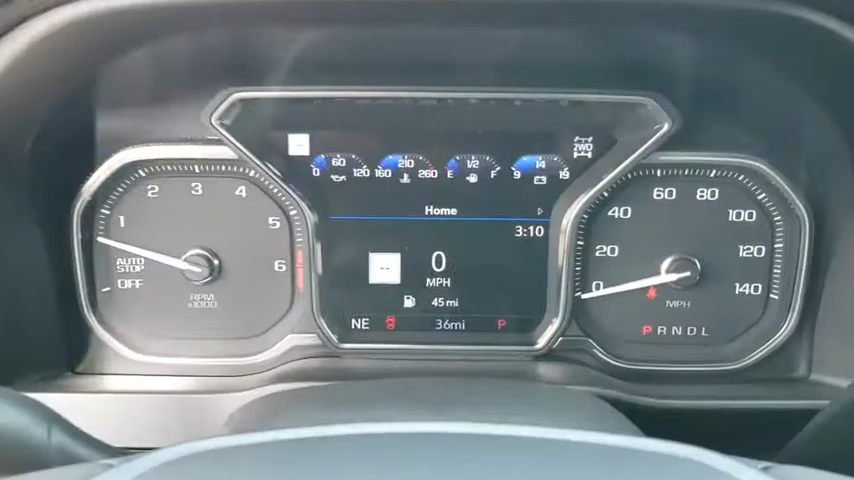 --
0 60 120 160 210 260 E 1/2 F 9 14 19
2WD
Home
3:10
--
0
MPH
45 mi
NE 36mi P
1 2 3 4 5 6
AUTO
STOP
OFF
RPM
x1000
0 20 40 60 80 100 120 140
MPH
P R N D L